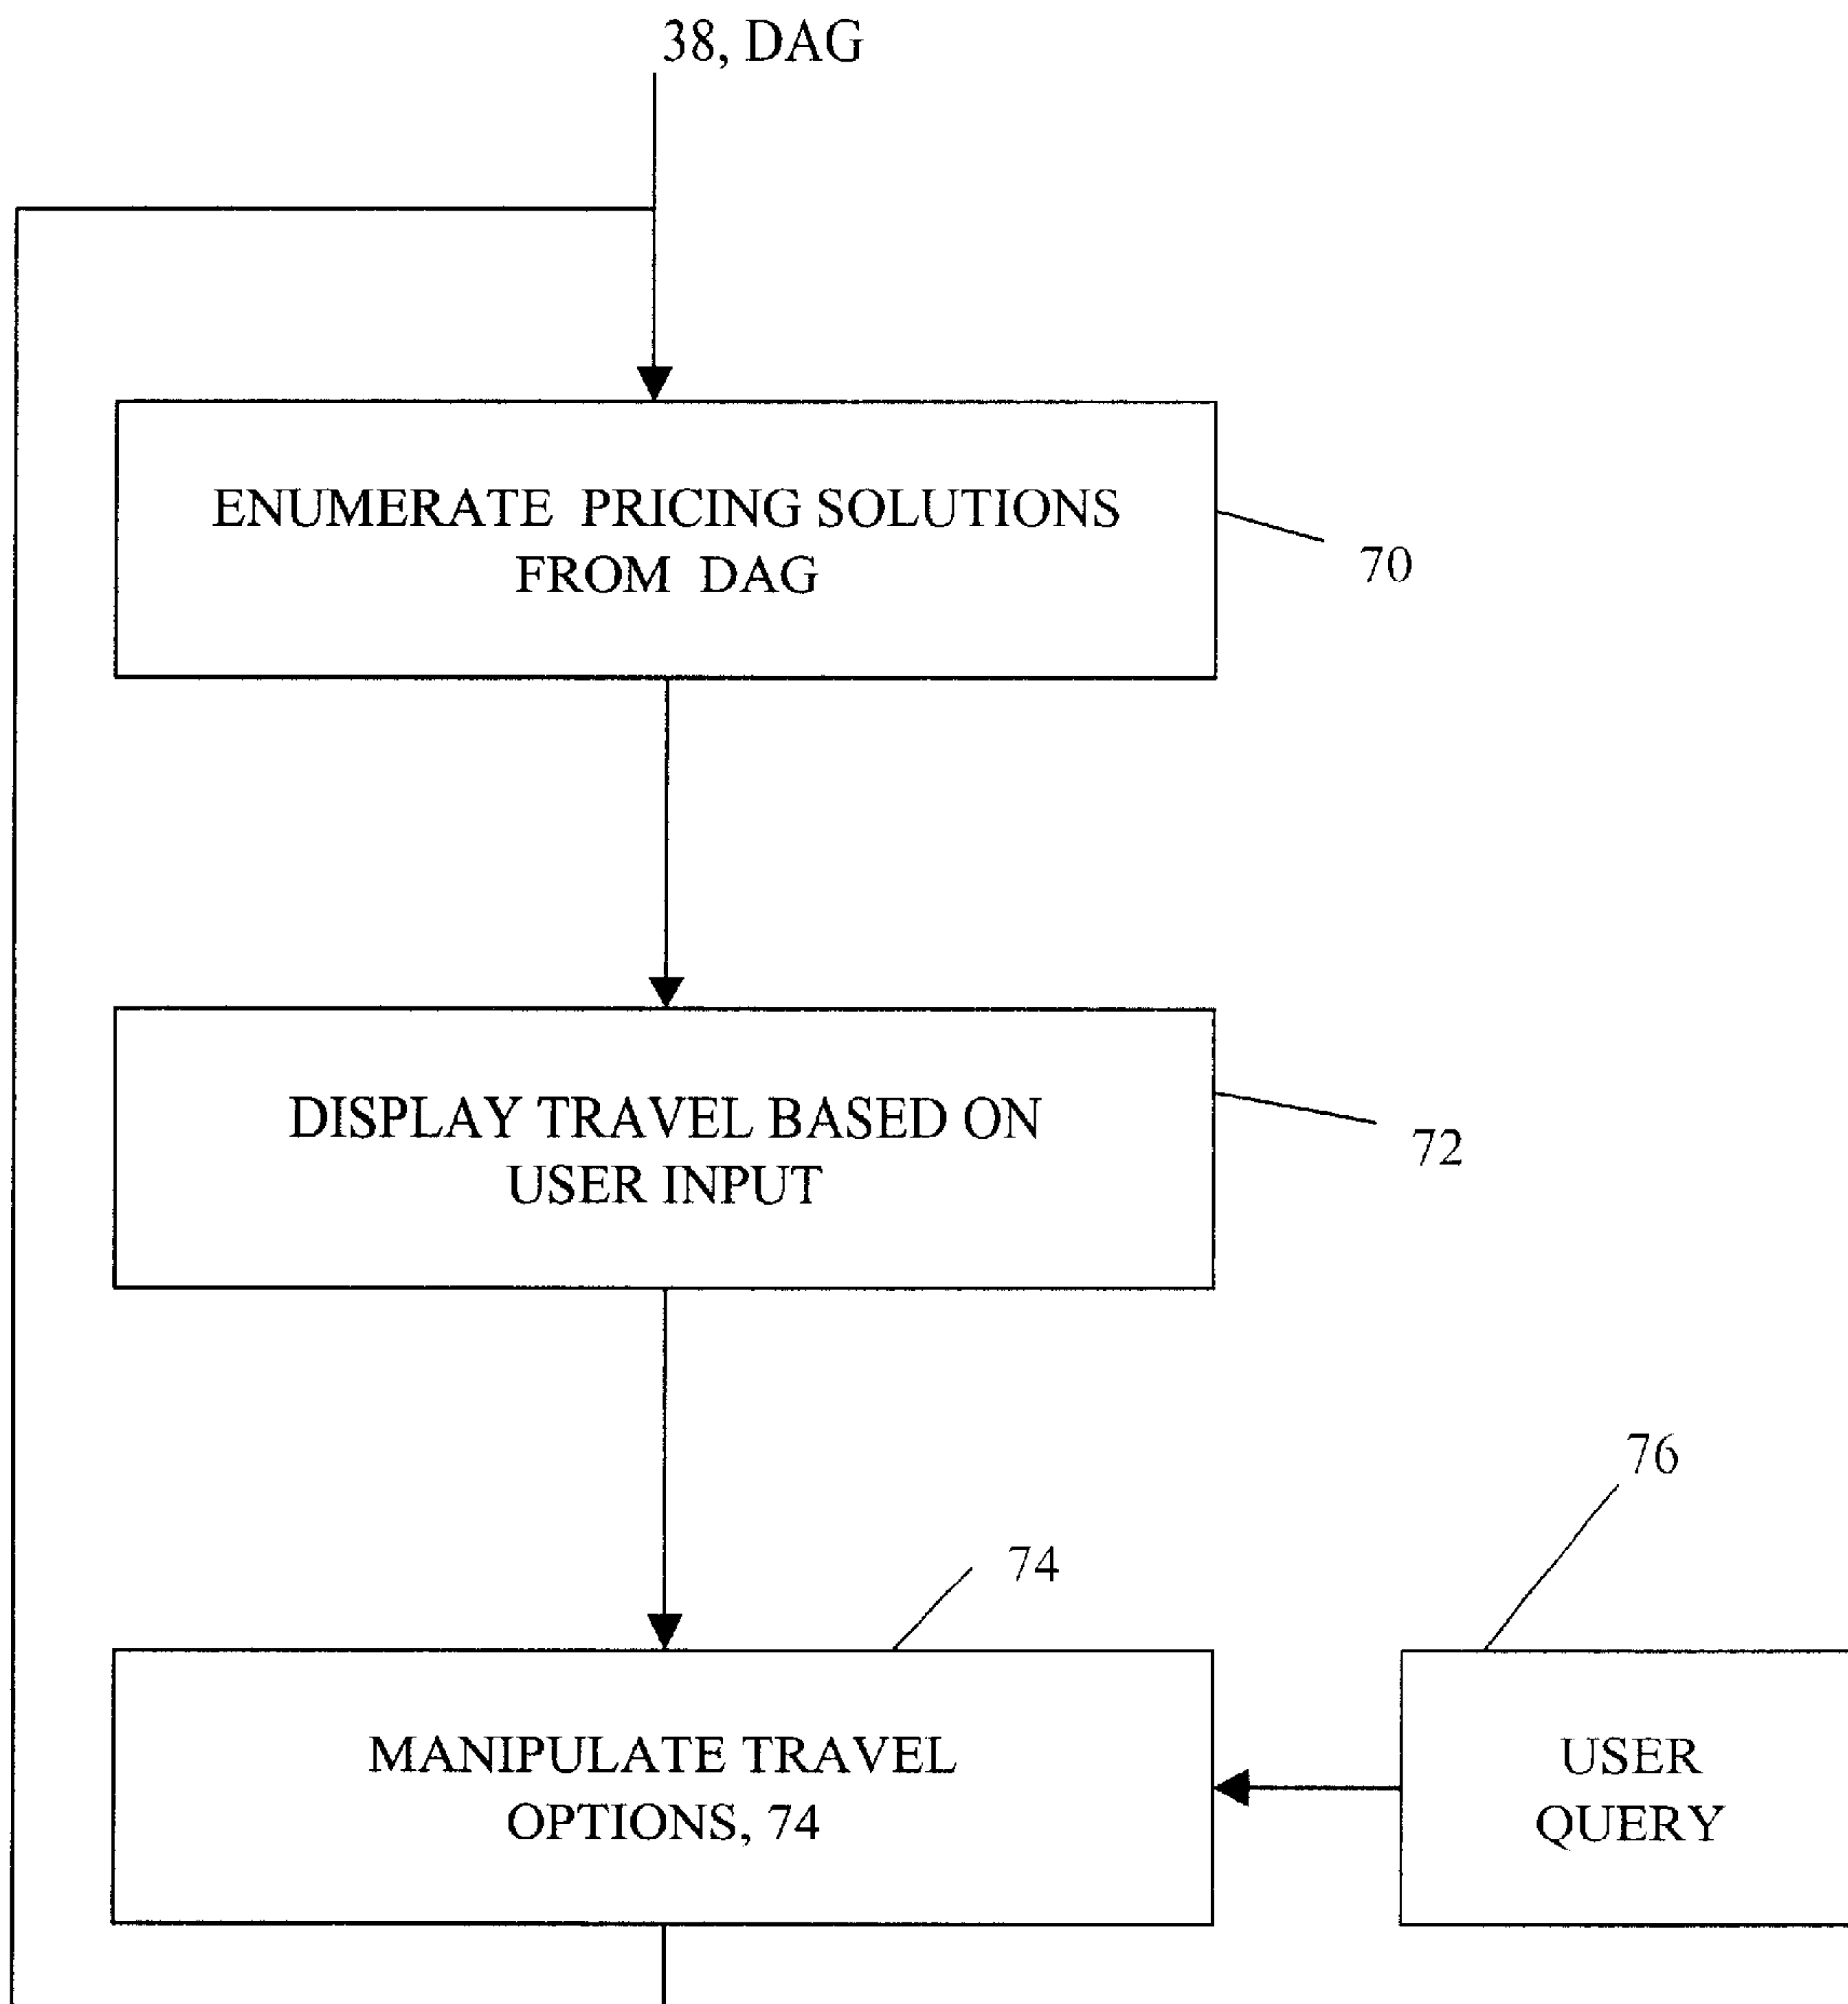 38, DAG
ENUMERATE PRICING SOLUTIONS
FROM DAG
70
DISPLAY TRAVEL BASED ON
USER INPUT
72
76
74
MANIPULATE TRAVEL
OPTIONS, 74
USER
QUERY